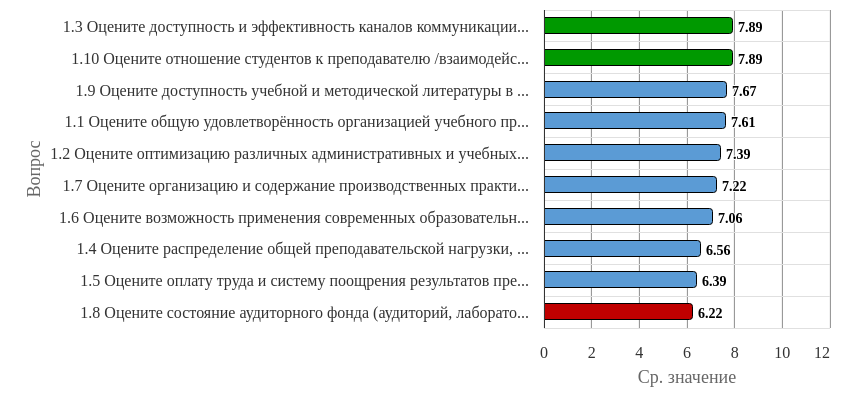 1.3 Оцените доступность и эффективность каналов коммуникации... 7.89
1.10 Оцените отношение студентов к преподавателю /взаимодейс... 7.89
1.9 Оцените доступность учебной и методической литературы в ... 7.67
1.1 Оцените общую удовлетворённость организацией учебного пр... 7.61
1.2 Оцените оптимизацию различных административных и учебных... 7.39
1.7 Оцените организацию и содержание производственных практи... 7.22
1.6 Оцените возможность применения современных образовательн... 7.06
1.4 Оцените распределение общей преподавательской нагрузки, ... 6.56
1.5 Оцените оплату труда и систему поощрения результатов пре... 6.39
1.8 Оцените состояние аудиторного фонда (аудиторий, лаборато... 6.22
Вопрос
0 2 4 6 8 10 12
Ср. значение